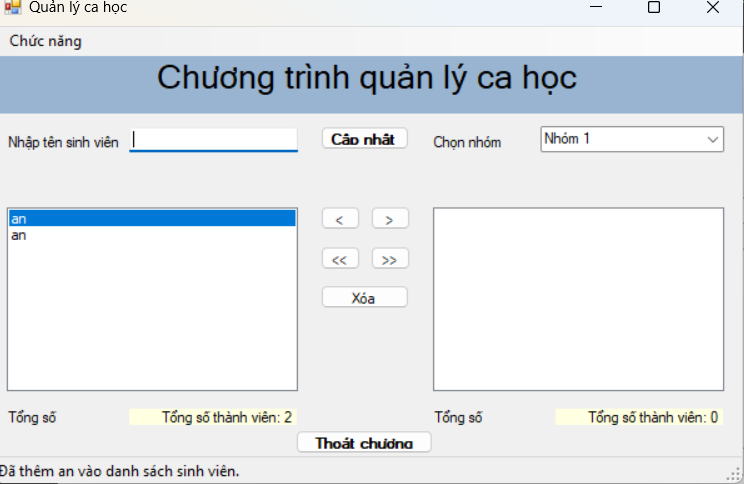 Quản lý ca học
Chức năng
Chương trình quản lý ca học
Nhập tên sinh viên
Cập nhật
Chọn nhóm
Nhóm 1
an
an
<
>
<<
>>
Xóa
Tổng số
Tổng số thành viên: 2
Tổng số
Tổng số thành viên: 0
Thoát chương
Đã thêm an vào danh sách sinh viên.